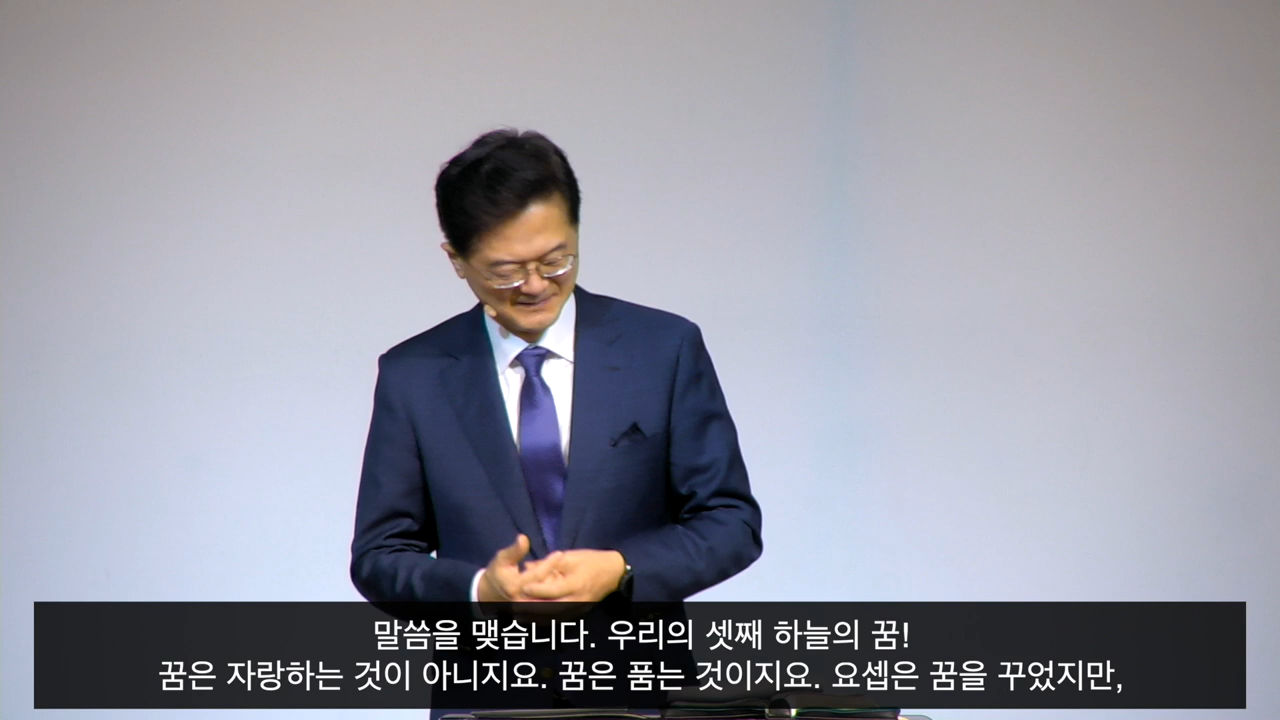 말씀을 맺습니다. 우리의 셋째 하늘의 꿈!
꿈은 자랑하는 것이 아니지요. 꿈은 품는 것이지요. 요셉은 꿈을 꾸었지만,